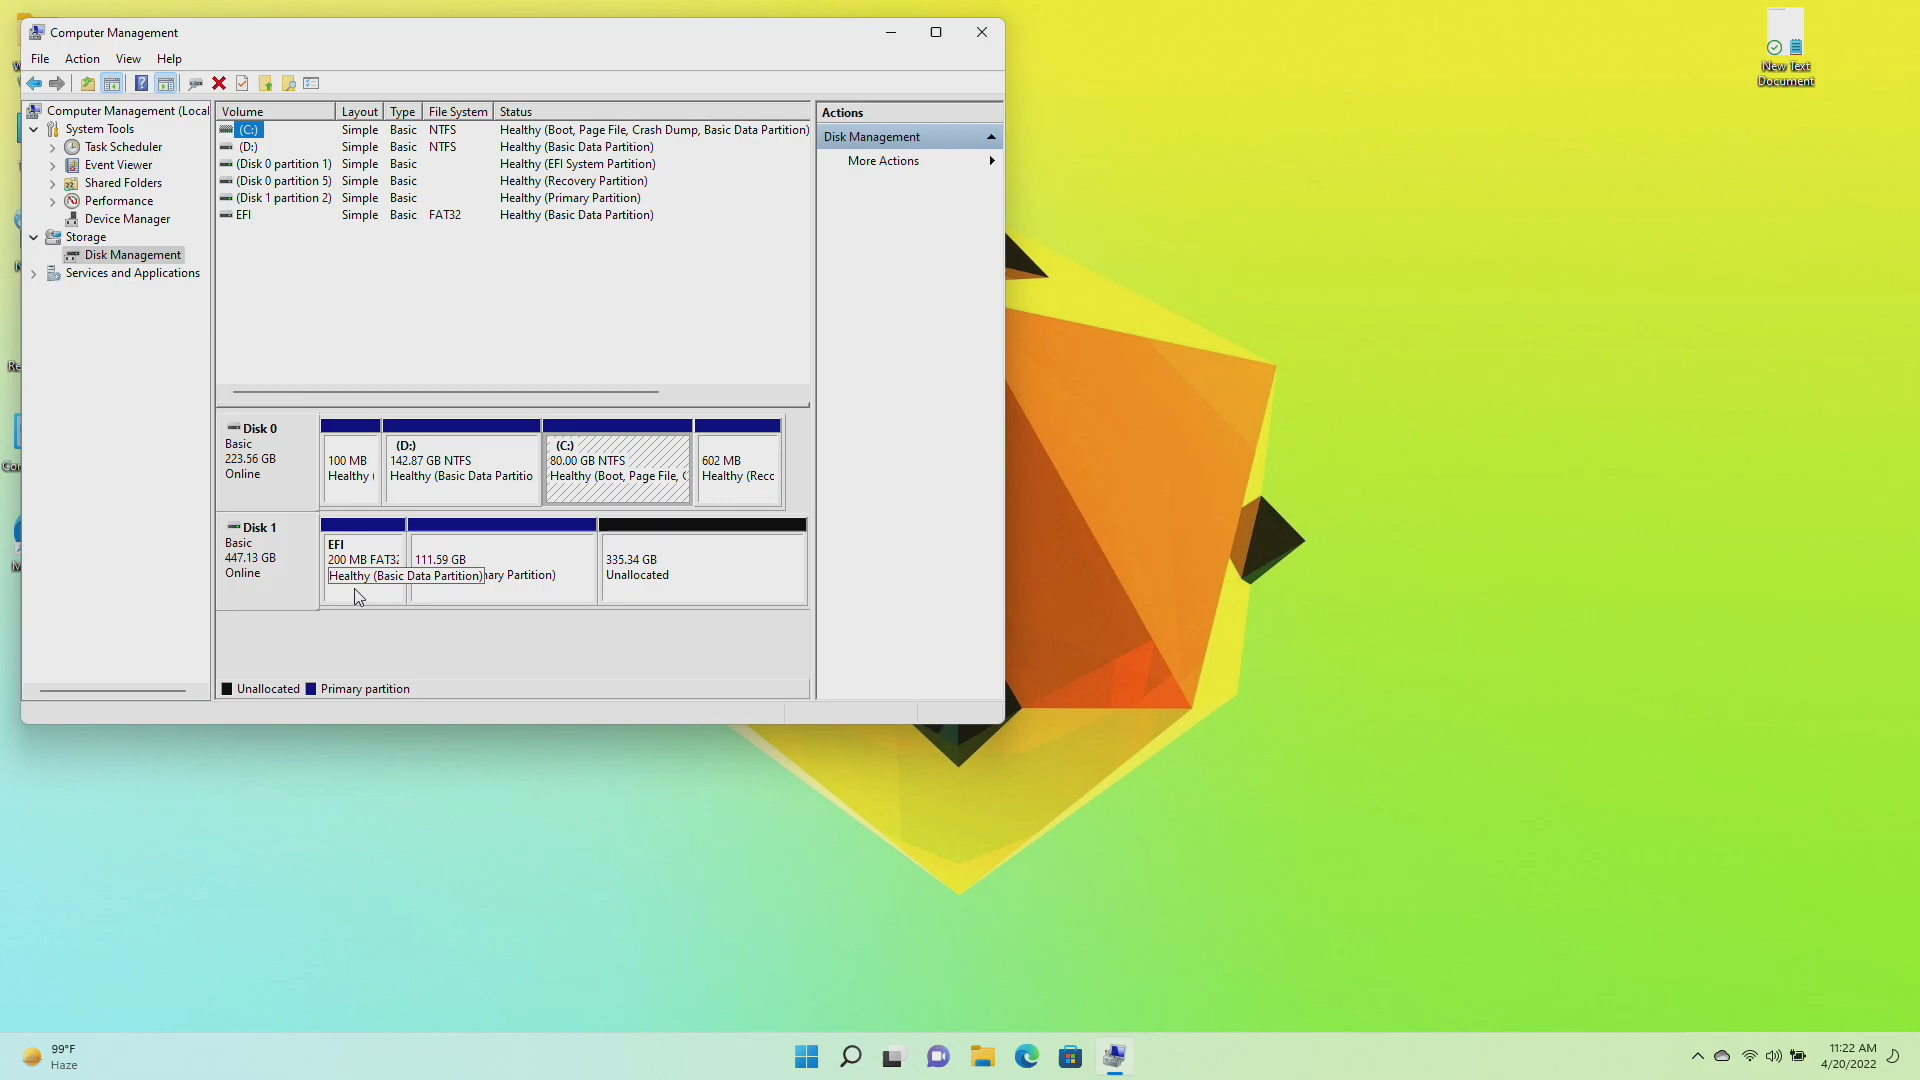 Computer Management
File Action View Help
Computer Management (Local
System Tools
Task Scheduler
Event Viewer
Shared Folders
Performance
Device Manager
Storage
Disk Management
Services and Applications
Volume Layout Type File System Status
(C:) Simple Basic NTFS Healthy (Boot, Page File, Crash Dump, Basic Data Partition)
(D:) Simple Basic NTFS Healthy (Basic Data Partition)
(Disk 0 partition 1) Simple Basic Healthy (EFI System Partition)
(Disk 0 partition 5) Simple Basic Healthy (Recovery Partition)
(Disk 1 partition 2) Simple Basic Healthy (Primary Partition)
EFI Simple Basic FAT32 Healthy (Basic Data Partition)
Disk 0
Basic
223.56 GB
Online
100 MB
Healthy (
(D:)
142.87 GB NTFS
Healthy (Basic Data Partitio
(C:)
80.00 GB NTFS
Healthy (Boot, Page File, C
602 MB
Healthy (Recc
Disk 1
Basic
447.13 GB
Online
EFI
200 MB FAT32
Healthy (Basic Data Partition)
111.59 GB
ary Partition)
335.34 GB
Unallocated
Unallocated Primary partition
Actions
Disk Management
More Actions
New Text
Document
99°F
Haze
11:22 AM
4/20/2022